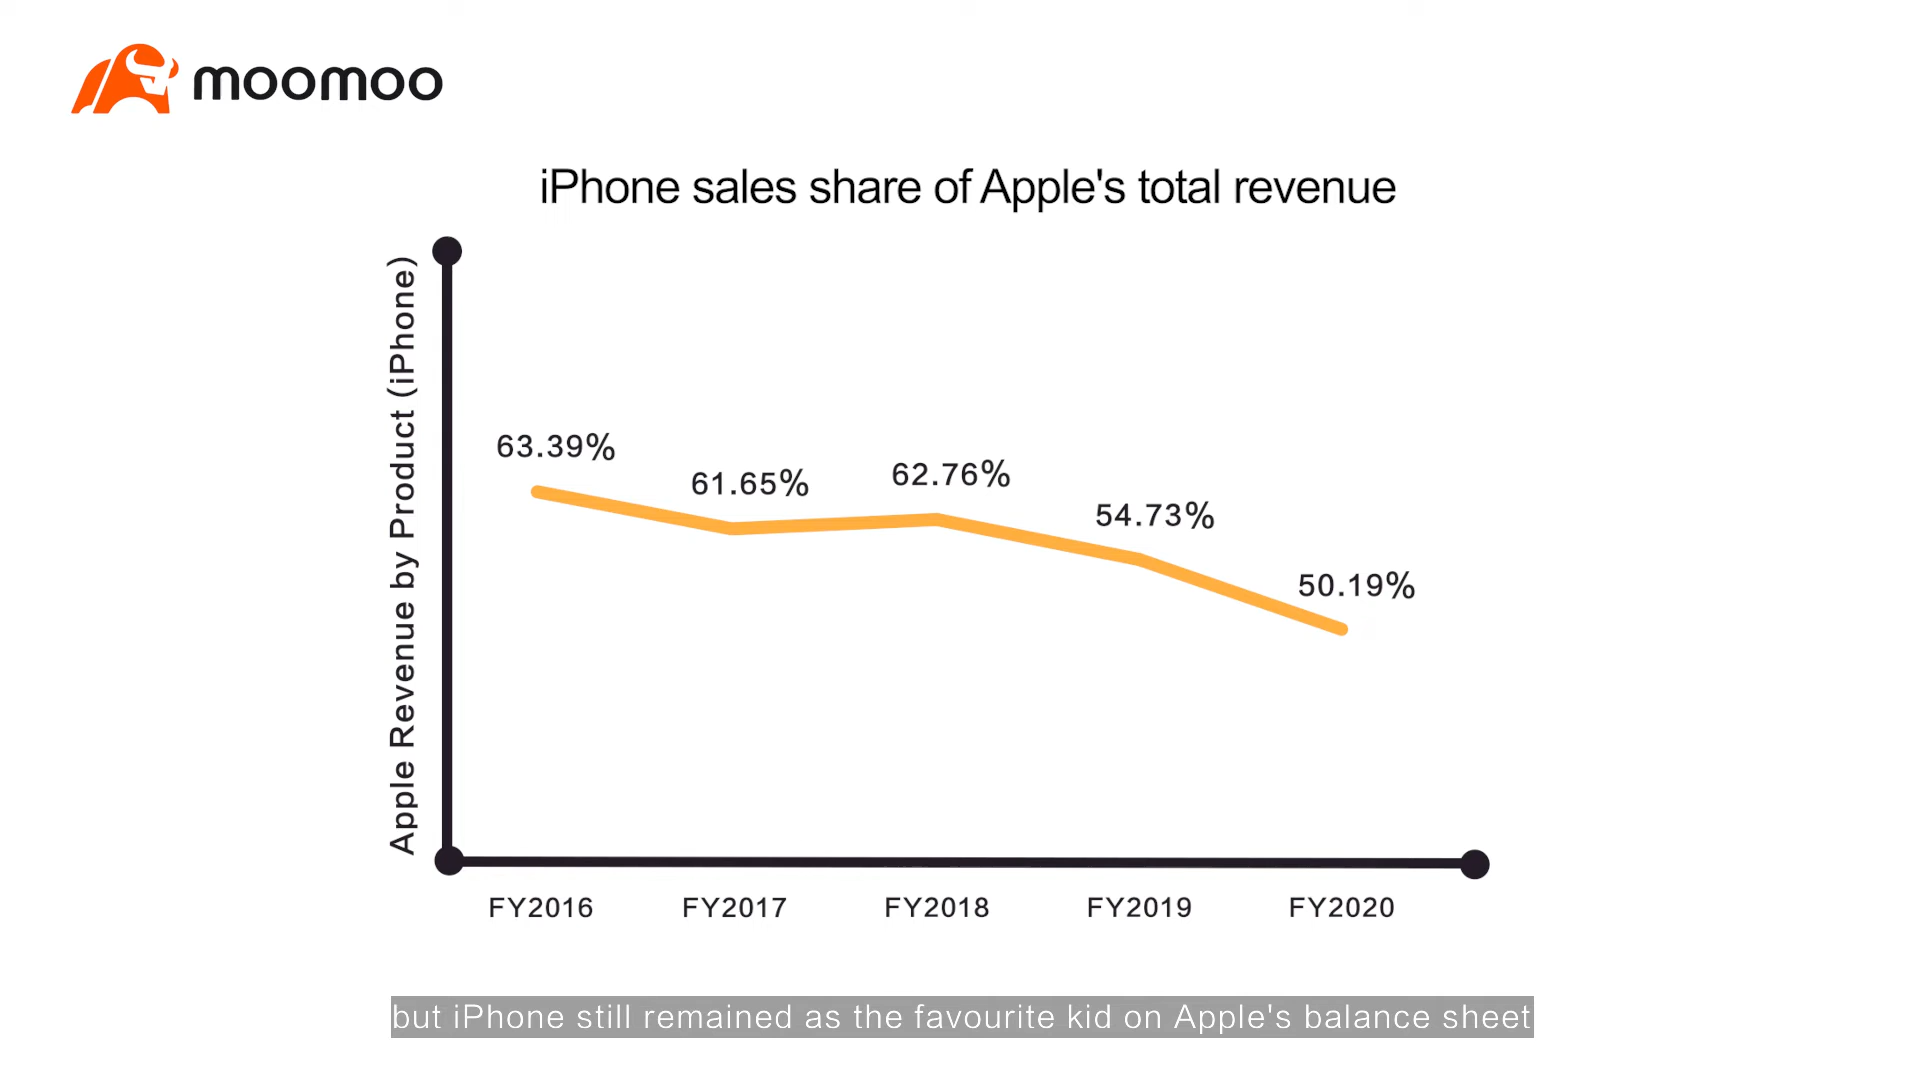 moomoo
iPhone sales share of Apple's total revenue
Apple Revenue by Product (iPhone)
63.39%
61.65%
62.76%
54.73%
50.19%
FY2016
FY2017
FY2018
FY2019
FY2020
but iPhone still remained as the favourite kid on Apple's balance sheet